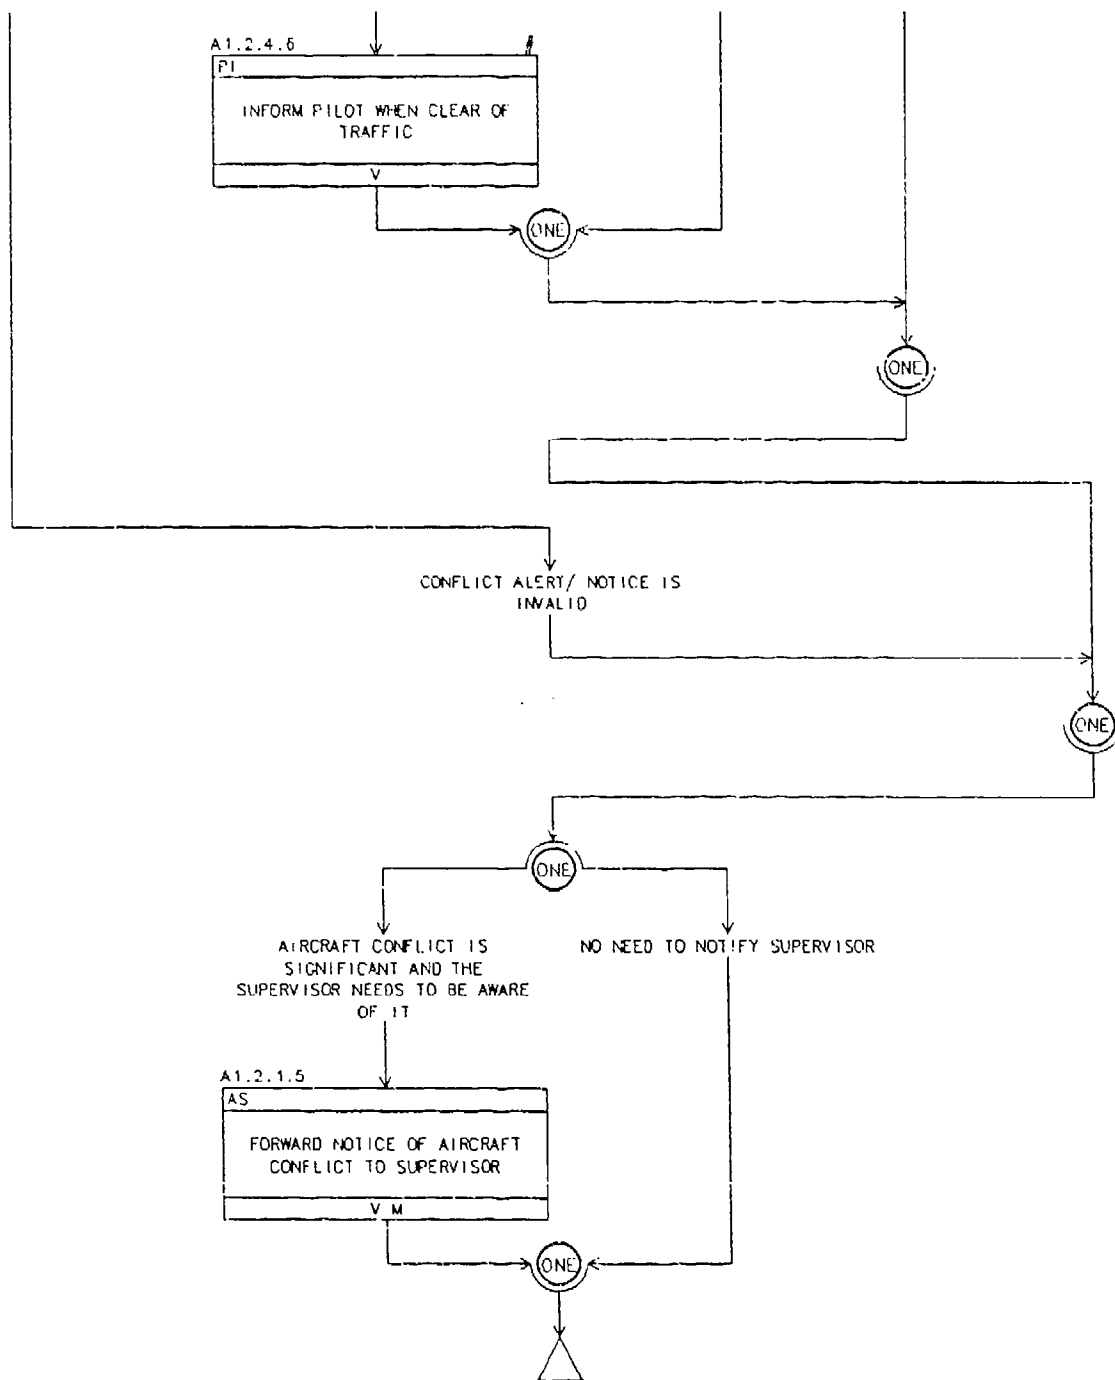 A1.2.4.6
PI
INFORM PILOT WHEN CLEAR OF
TRAFFIC
V
ONE
ONE
CONFLICT ALERT/ NOTICE IS
INVALID
ONE
ONE
AIRCRAFT CONFLICT IS
SIGNIFICANT AND THE
SUPERVISOR NEEDS TO BE AWARE
OF IT
NO NEED TO NOTIFY SUPERVISOR
A1.2.1.5
AS
FORWARD NOTICE OF AIRCRAFT
CONFLICT TO SUPERVISOR
V M
ONE